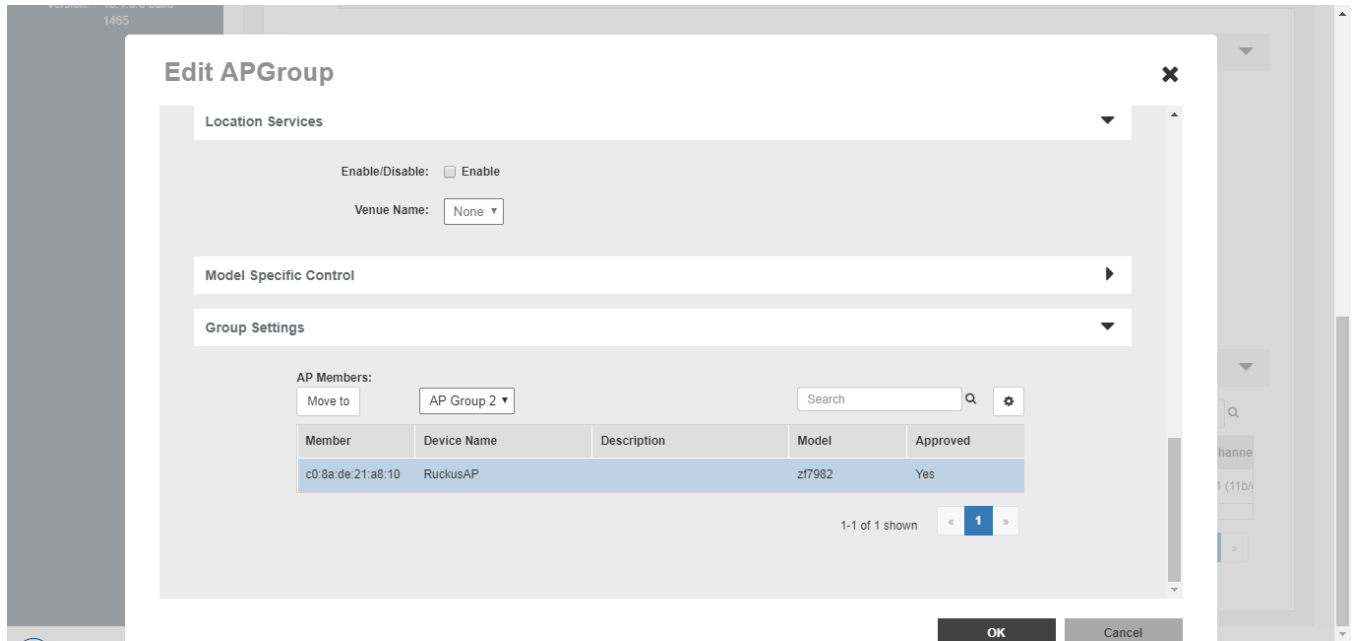 1465
Edit APGroup
Location Services
Enable/Disable: Enable
Venue Name: None
Model Specific Control
Group Settings
AP Members:
Move to AP Group 2 Search
Member Device Name Description Model Approved
c0:8a:de:21:a8:10 RuckusAP zf7982 Yes
1-1 of 1 shown « 1 »
OK Cancel